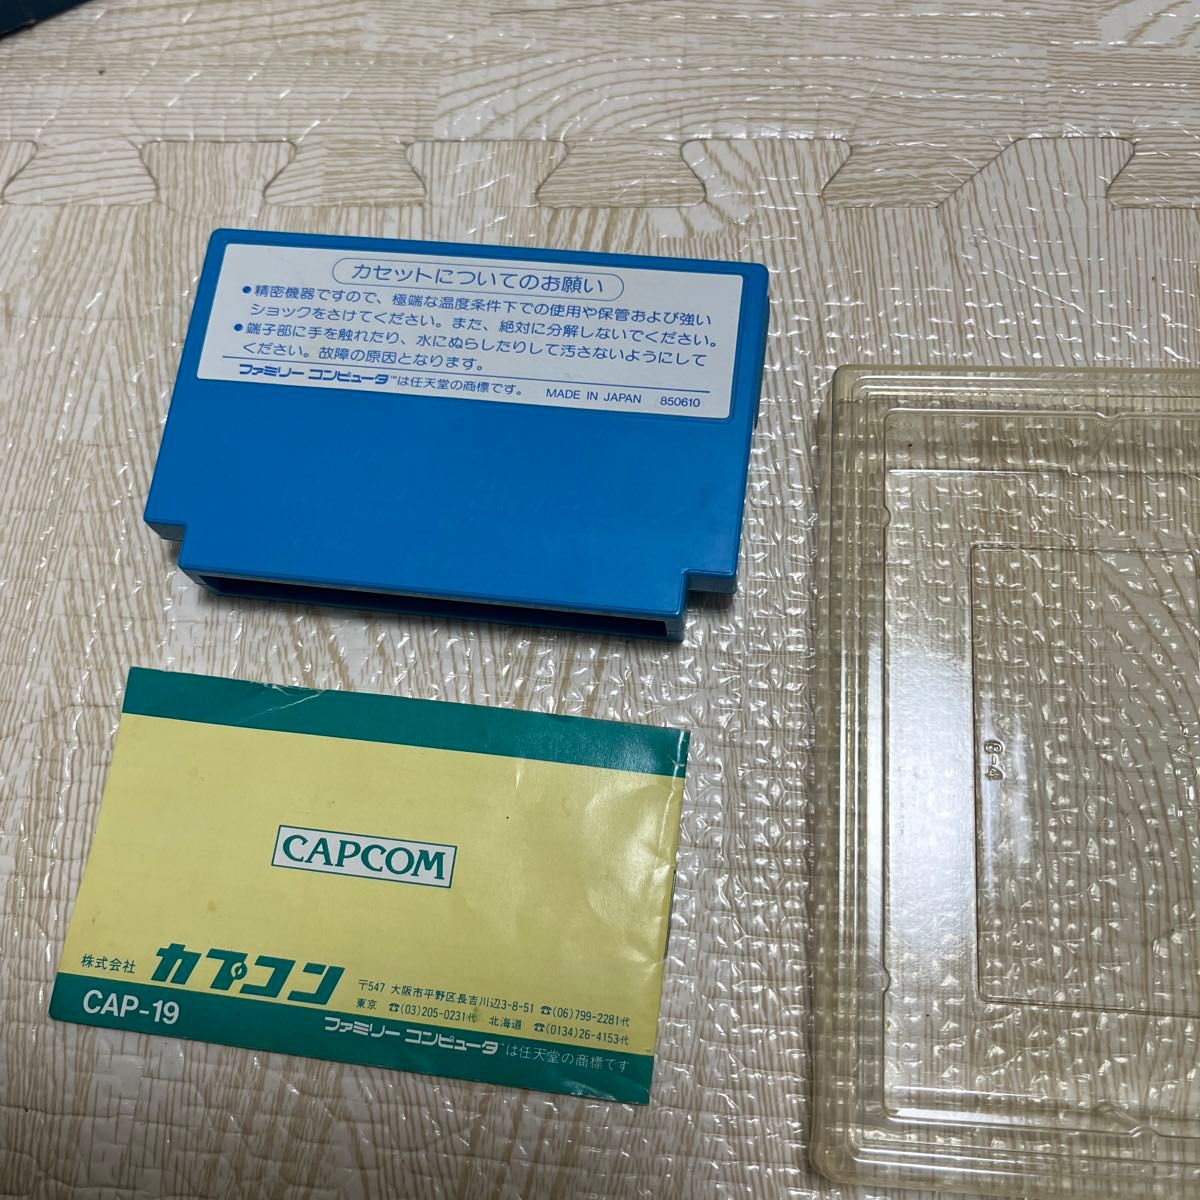 カセットについてのお願い
●精密機器ですので、極端な温度条件下での使用や保管および強い
ショックをさけてください。また、絶対に分解しないでください。
●端子部に手を触れたり、水にぬらしたりして汚さないようにして
ください。故障の原因となります。
ファミリー コンピュータ™は任天堂の商標です。 MADE IN JAPAN 850610
CAPCOM
株式会社 カプコン
〒547 大阪市平野区長吉川辺3-8-51 ☎(06)799-2281代
東京 ☎(03)205-0231代 北海道 ☎(0134)26-4153代
CAP-19
ファミリー コンピュータ™は任天堂の商標です
6-4